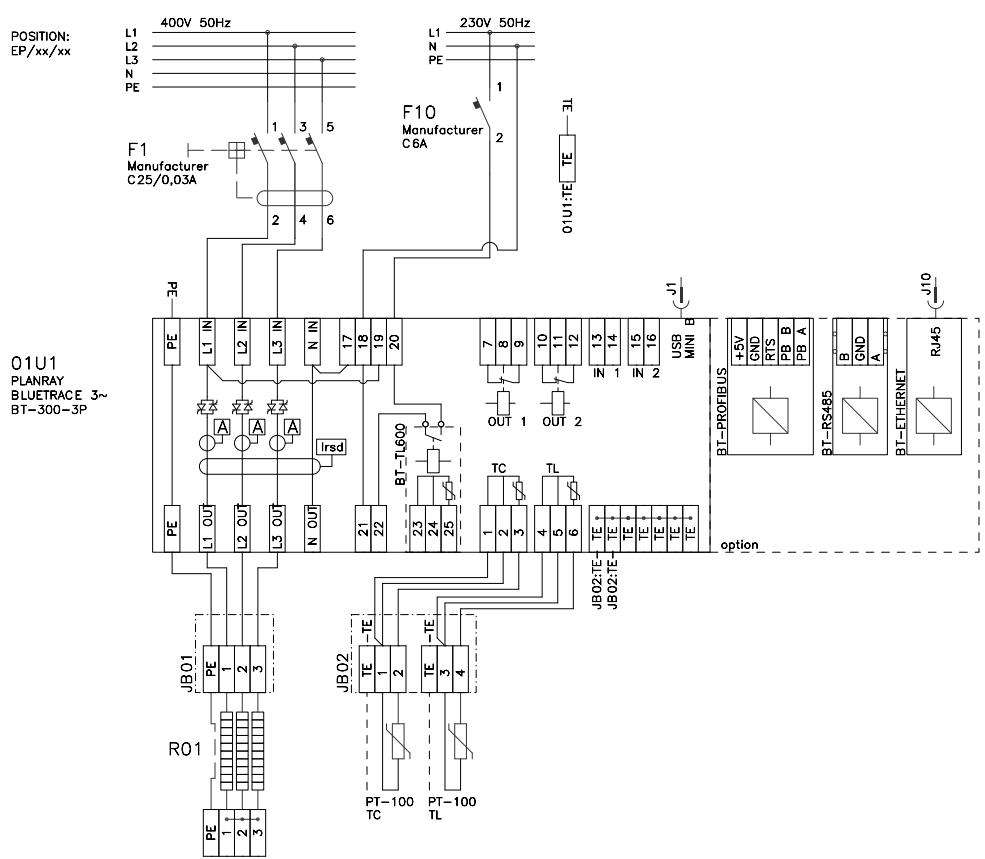 POSITION:
EP/xx/xx
400V 50Hz
L1
L2
L3
N
PE
230V 50Hz
L1
N
PE
F1
Manufacturer
C25/0,03A
1
3
5
2
4
6
F10
Manufacturer
C6A
1
2
TE
TE
01U1:TE
01U1
PLANRAY
BLUETRACE 3~
BT-300-3P
PE
PE
L1 IN
L2 IN
L3 IN
N IN
17
18
19
20
7
8
9
10
11
12
13
14
15
16
IN 1
IN 2
OUT 1
OUT 2
J1
USB
MINI B
J10
+5V
GND
RTS
PB B
PB A
BT-PROFIBUS
B
GND
A
BT-RS485
RJ45
BT-ETHERNET
A
A
A
Irsd
BT-TL600
PE
L1 OUT
L2 OUT
L3 OUT
N OUT
21
22
23
24
25
TC
1
2
3
TL
4
5
6
TE
TE
TE
TE
TE
TE
TE
JB02:TE
JB02:TE
option
JB01
PE
1
2
3
JB02
-TE
-TE
TE
1
2
-TE
-TE
TE
3
4
R01
PE
1
2
3
PT-100
TC
PT-100
TL